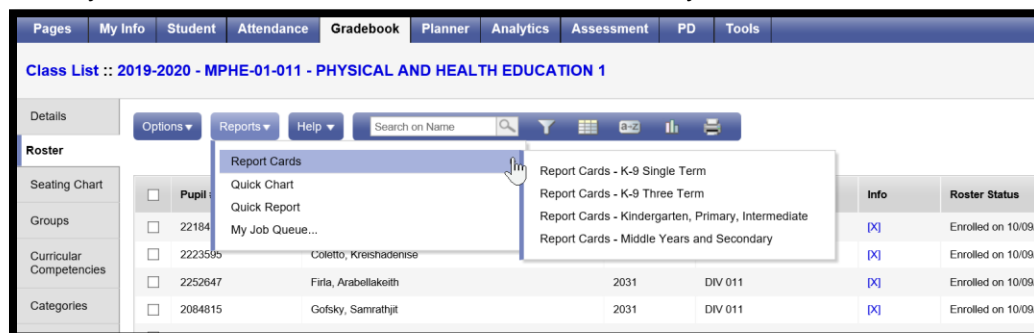 Pages My Info Student Attendance Gradebook Planner Analytics Assessment PD Tools
Class List :: 2019-2020 - MPHE-01-011 - PHYSICAL AND HEALTH EDUCATION 1
Details
Roster
Seating Chart
Groups
Curricular
Competencies
Categories
Options Reports Help Search on Name a-z
Report Cards
Quick Chart
Quick Report
My Job Queue...
Report Cards - K-9 Single Term
Report Cards - K-9 Three Term
Report Cards - Kindergarten, Primary, Intermediate
Report Cards - Middle Years and Secondary
Pupil Info Roster Status
22184 [X] Enrolled on 10/09
2223595 Coletto, Kreishadenise [X] Enrolled on 10/09
2252647 Firla, Arabellakeith 2031 DIV 011 [X] Enrolled on 10/09
2084815 Gofsky, Samrathjit 2031 DIV 011 [X] Enrolled on 10/09